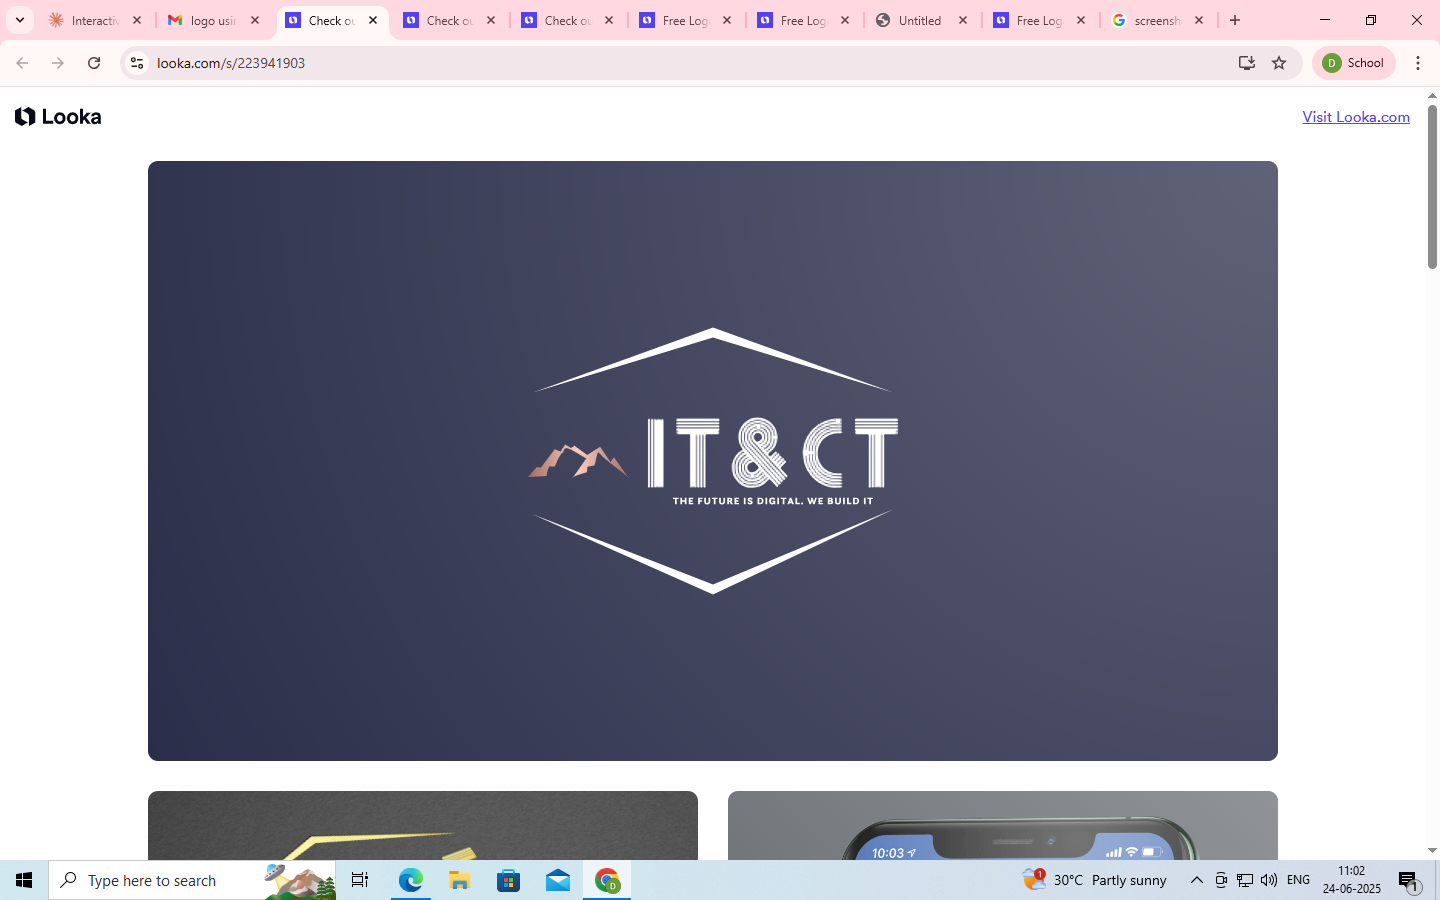 Interactiv
logo usin
Check ou
Check ou
Check ou
Free Log
Free Log
Untitled
Free Log
screensh
looka.com/s/223941903
D
School
Looka
Visit Looka.com
IT&CT
THE FUTURE IS DIGITAL. WE BUILD IT
10:03
Type here to search
D
1
30°C Partly sunny
ENG
11:02
24-06-2025
1